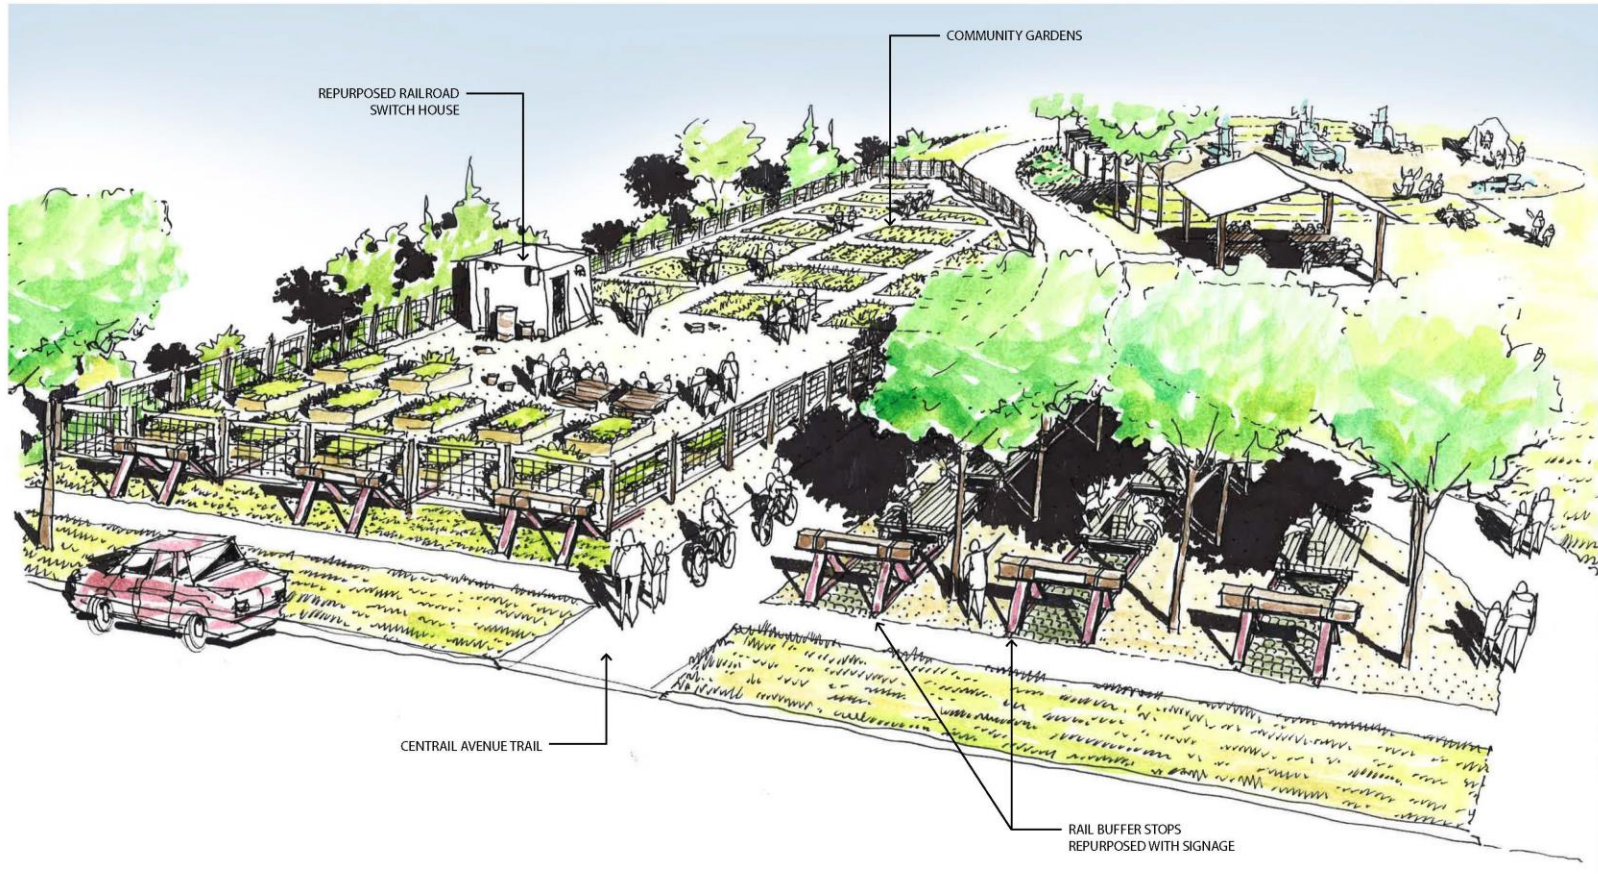 COMMUNITY GARDENS
REPURPOSED RAILROAD
SWITCH HOUSE
CENTRAIL AVENUE TRAIL
RAIL BUFFER STOPS
REPURPOSED WITH SIGNAGE